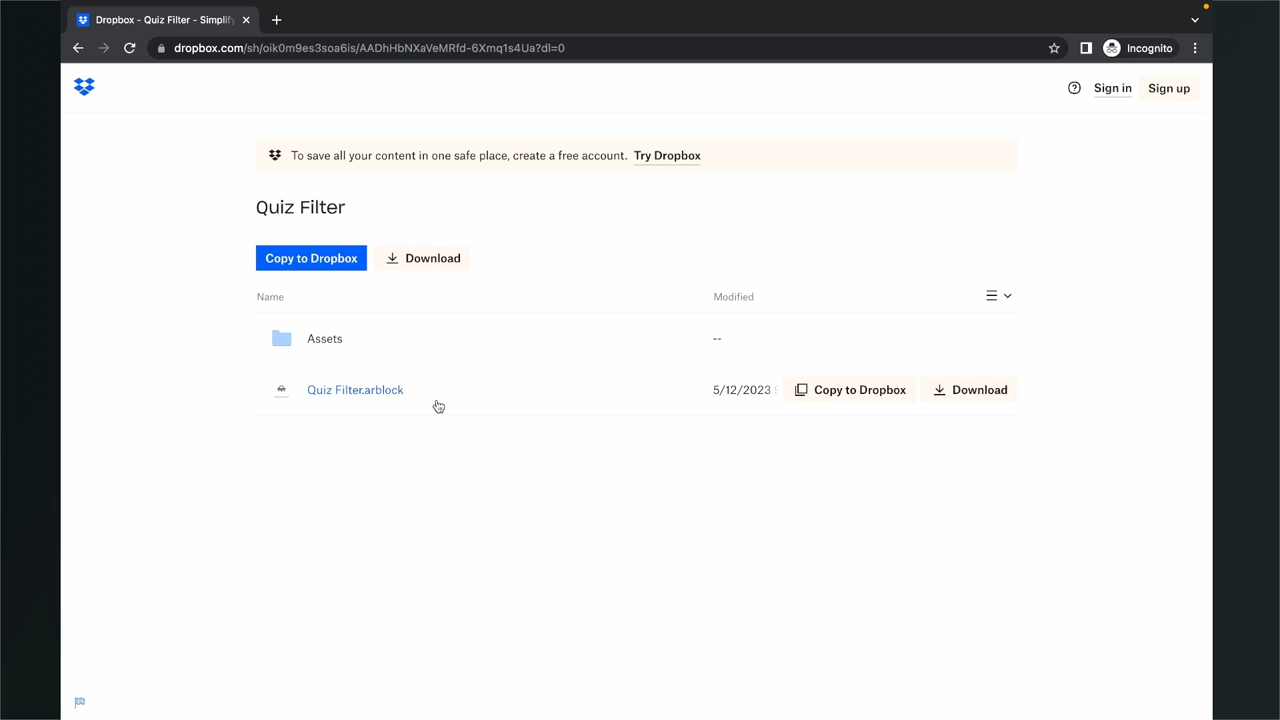 Dropbox - Quiz Filter - Simplify
dropbox.com/sh/oik0m9es3soa6is/AADhHbNXaVeMRfd-6Xmq1s4Ua?dl=0
Incognito
Sign in
Sign up
To save all your content in one safe place, create a free account. Try Dropbox
Quiz Filter
Copy to Dropbox
Download
Name
Modified
Assets
--
Quiz Filter.arblock
5/12/2023
Copy to Dropbox
Download